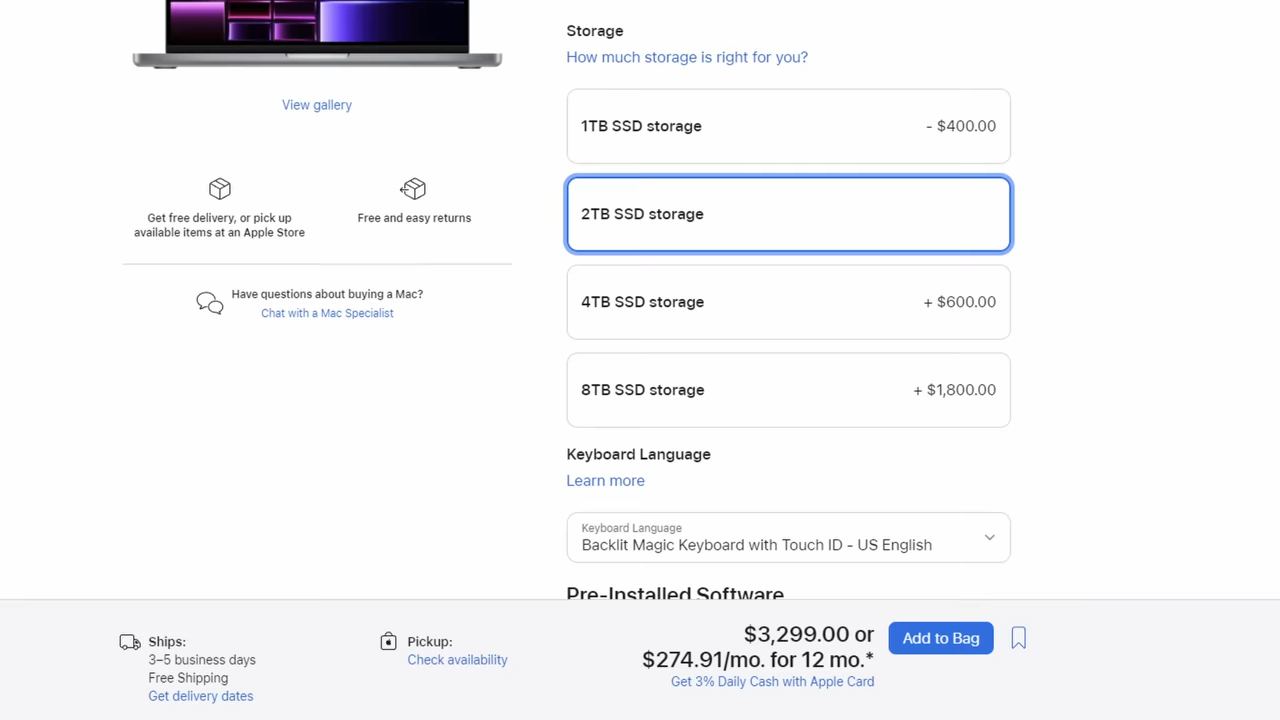 View gallery
Get free delivery, or pick up
available items at an Apple Store
Free and easy returns
Have questions about buying a Mac?
Chat with a Mac Specialist
Storage
How much storage is right for you?
1TB SSD storage - $400.00
2TB SSD storage
4TB SSD storage + $600.00
8TB SSD storage + $1,800.00
Keyboard Language
Learn more
Keyboard Language
Backlit Magic Keyboard with Touch ID - US English
Pre-Installed Software
Ships:
3–5 business days
Free Shipping
Get delivery dates
Pickup:
Check availability
$3,299.00 or
$274.91/mo. for 12 mo.*
Get 3% Daily Cash with Apple Card
Add to Bag